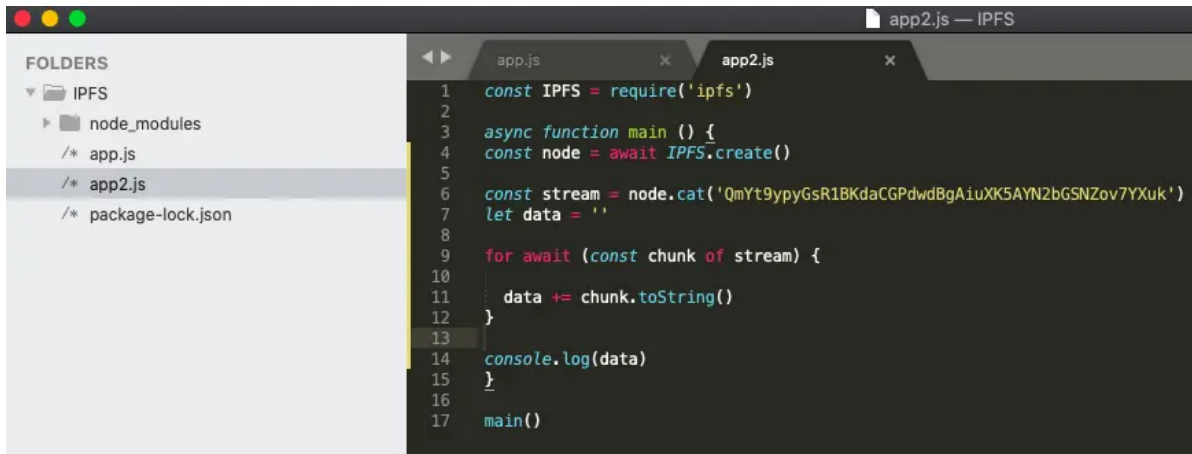 app2.js — IPFS
FOLDERS
IPFS
node_modules
/* app.js
/* app2.js
/* package-lock.json
app.js × app2.js ×
1 const IPFS = require('ipfs')
2
3 async function main () {
4 const node = await IPFS.create()
5
6 const stream = node.cat('QmYt9ypyGsR1BKdaCGPdwdBgAiuXK5AYN2bGSNZov7YXuk')
7 let data = ''
8
9 for await (const chunk of stream) {
10
11   data += chunk.toString()
12 }
13
14 console.log(data)
15 }
16
17 main()